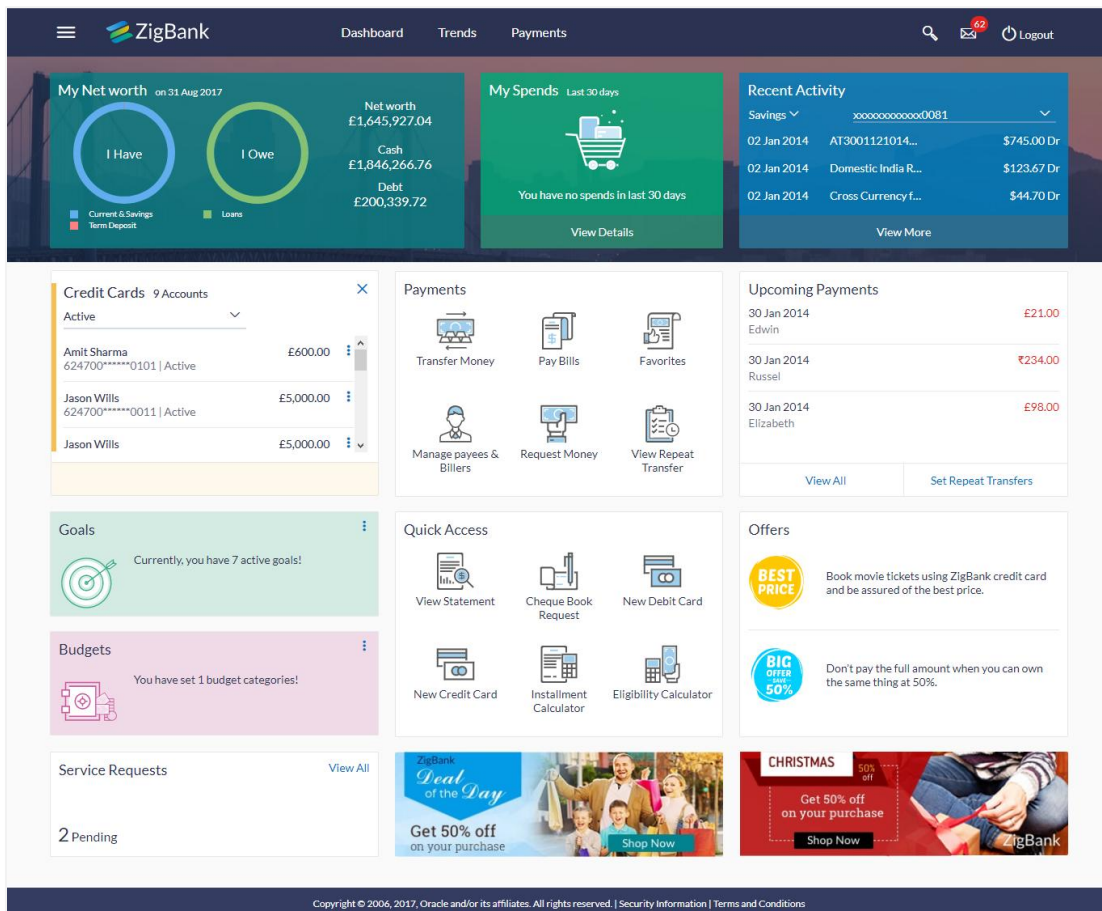 ZigBank
Dashboard
Trends
Payments
62
Logout
My Net worth on 31 Aug 2017
I Have
I Owe
Net worth
£1,645,927.04
Cash
£1,846,266.76
Debt
£200,339.72
Current & Savings
Term Deposit
Loans
My Spends Last 30 days
You have no spends in last 30 days
View Details
Recent Activity
Savings
xxxxxxxxxxxx0081
02 Jan 2014 AT3001121014... $745.00 Dr
02 Jan 2014 Domestic India R... $123.67 Dr
02 Jan 2014 Cross Currency f... $44.70 Dr
View More
Credit Cards 9 Accounts
Active
Amit Sharma £600.00
624700******0101 | Active
Jason Wills £5,000.00
624700******0011 | Active
Jason Wills £5,000.00
Payments
Transfer Money
Pay Bills
Favorites
Manage payees &
Billers
Request Money
View Repeat
Transfer
Upcoming Payments
30 Jan 2014 £21.00
Edwin
30 Jan 2014 ₹234.00
Russel
30 Jan 2014 £98.00
Elizabeth
View All
Set Repeat Transfers
Goals
Currently, you have 7 active goals!
Budgets
You have set 1 budget categories!
Quick Access
View Statement
Cheque Book
Request
New Debit Card
New Credit Card
Installment
Calculator
Eligibility Calculator
Offers
BEST
PRICE
Book movie tickets using ZigBank credit card
and be assured of the best price.
BIG
OFFER
SAVE
50%
Don't pay the full amount when you can own
the same thing at 50%.
Service Requests
View All
2 Pending
ZigBank
Deal
of the Day
Get 50% off
on your purchase
Shop Now
CHRISTMAS
50%
off
Get 50% off
on your purchase
Shop Now
ZigBank
Copyright © 2006, 2017, Oracle and/or its affiliates. All rights reserved. | Security Information | Terms and Conditions